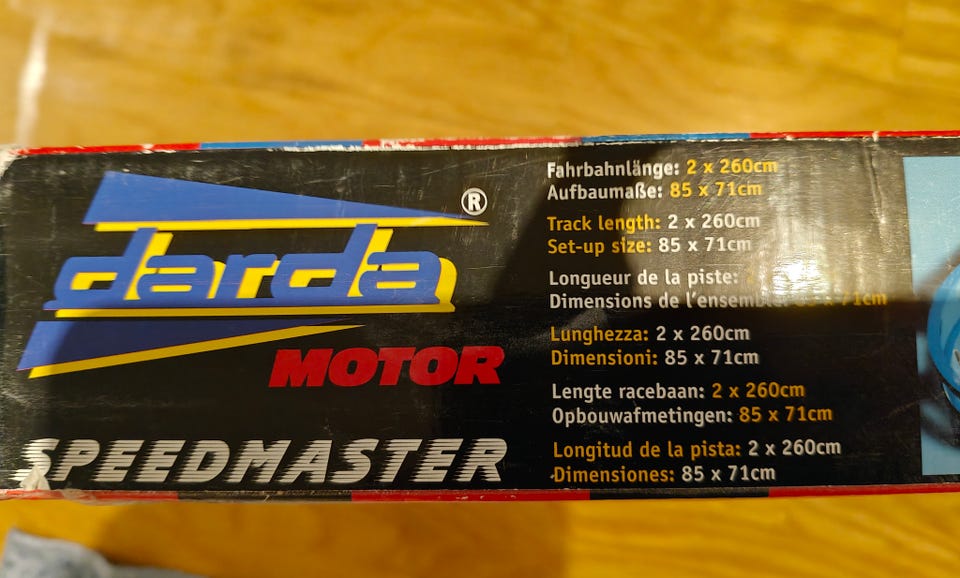 darda ®
MOTOR
SPEEDMASTER
Fahrbahnlänge: 2 x 260cm
Aufbaumaße: 85 x 71cm
Track length: 2 x 260cm
Set-up size: 85 x 71cm
Longueur de la piste:
Dimensions de l'ensemble: x 71cm
Lunghezza: 2 x 260cm
Dimensioni: 85 x 71cm
Lengte racebaan: 2 x 260cm
Opbouwafmetingen: 85 x 71cm
Longitud de la pista: 2 x 260cm
Dimensiones: 85 x 71cm